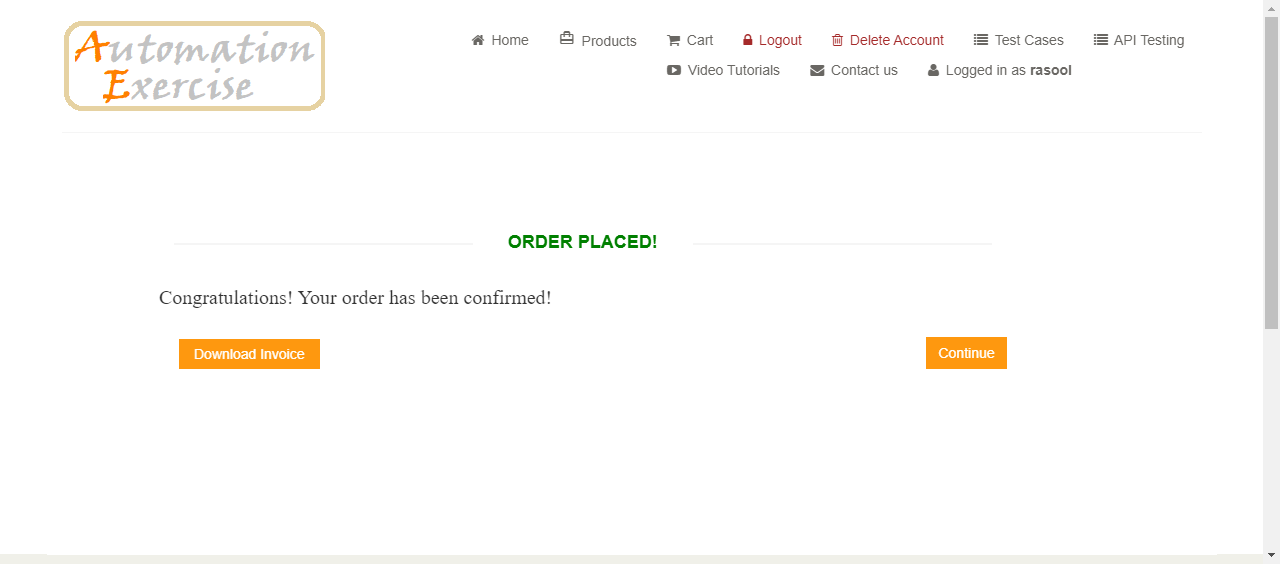 Automation
Exercise
Home Products Cart Logout Delete Account Test Cases API Testing
Video Tutorials Contact us Logged in as rasool
ORDER PLACED!
Congratulations! Your order has been confirmed!
Download Invoice Continue